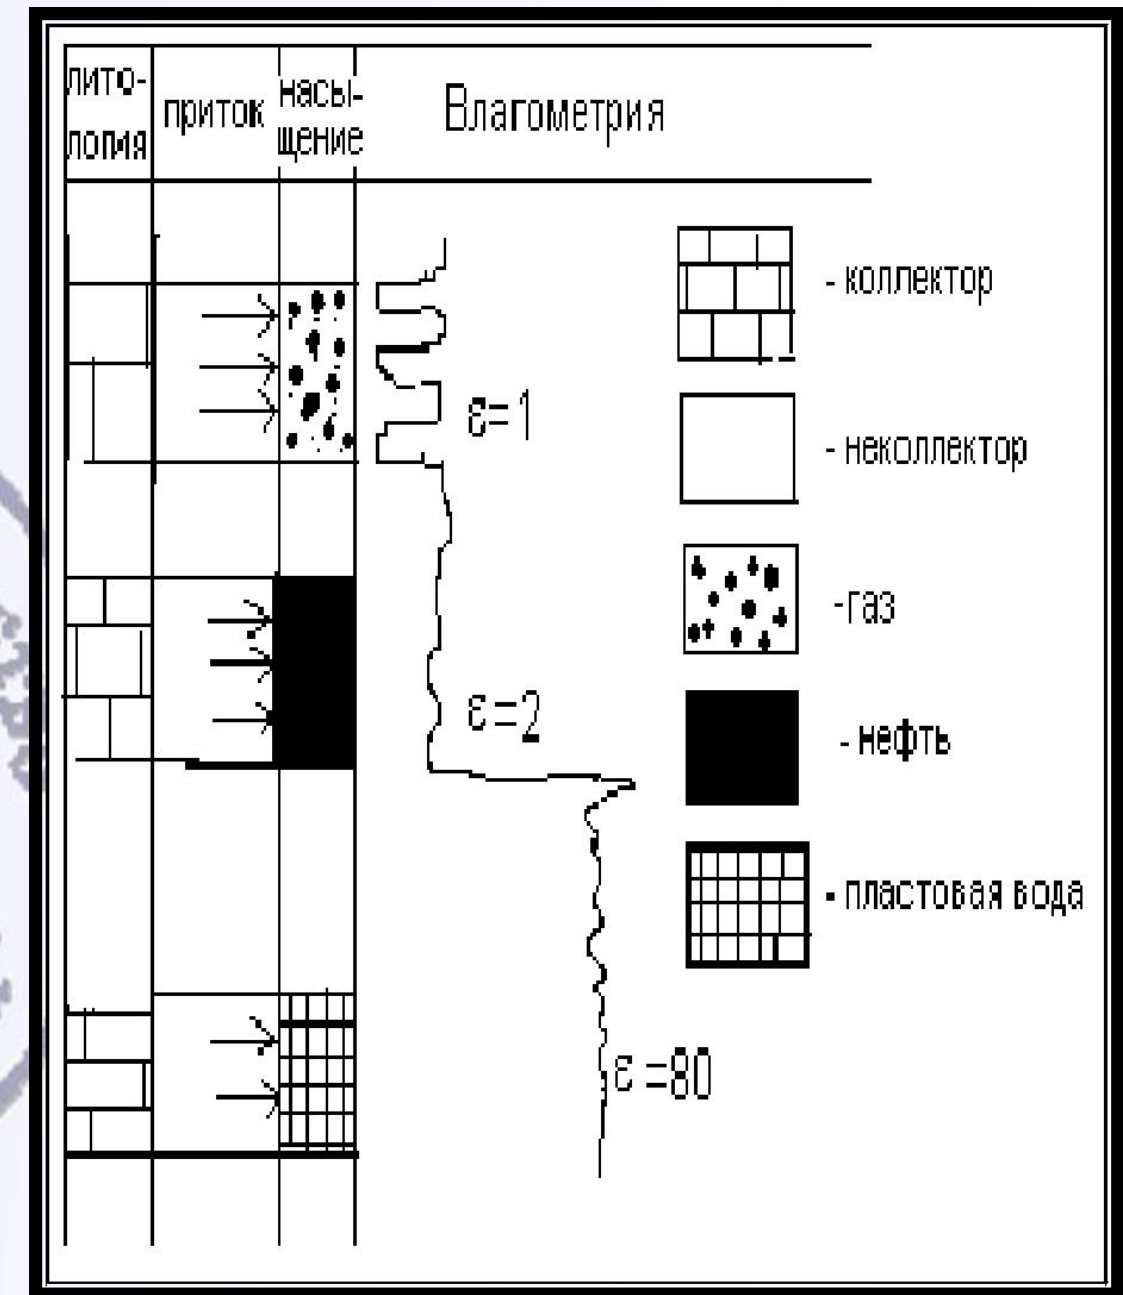 лито-
логия
приток
насы-
щение
Влагометрия
- коллектор
ε=1
- неколлектор
-газ
ε=2
- нефть
- пластовая вода
ε=80